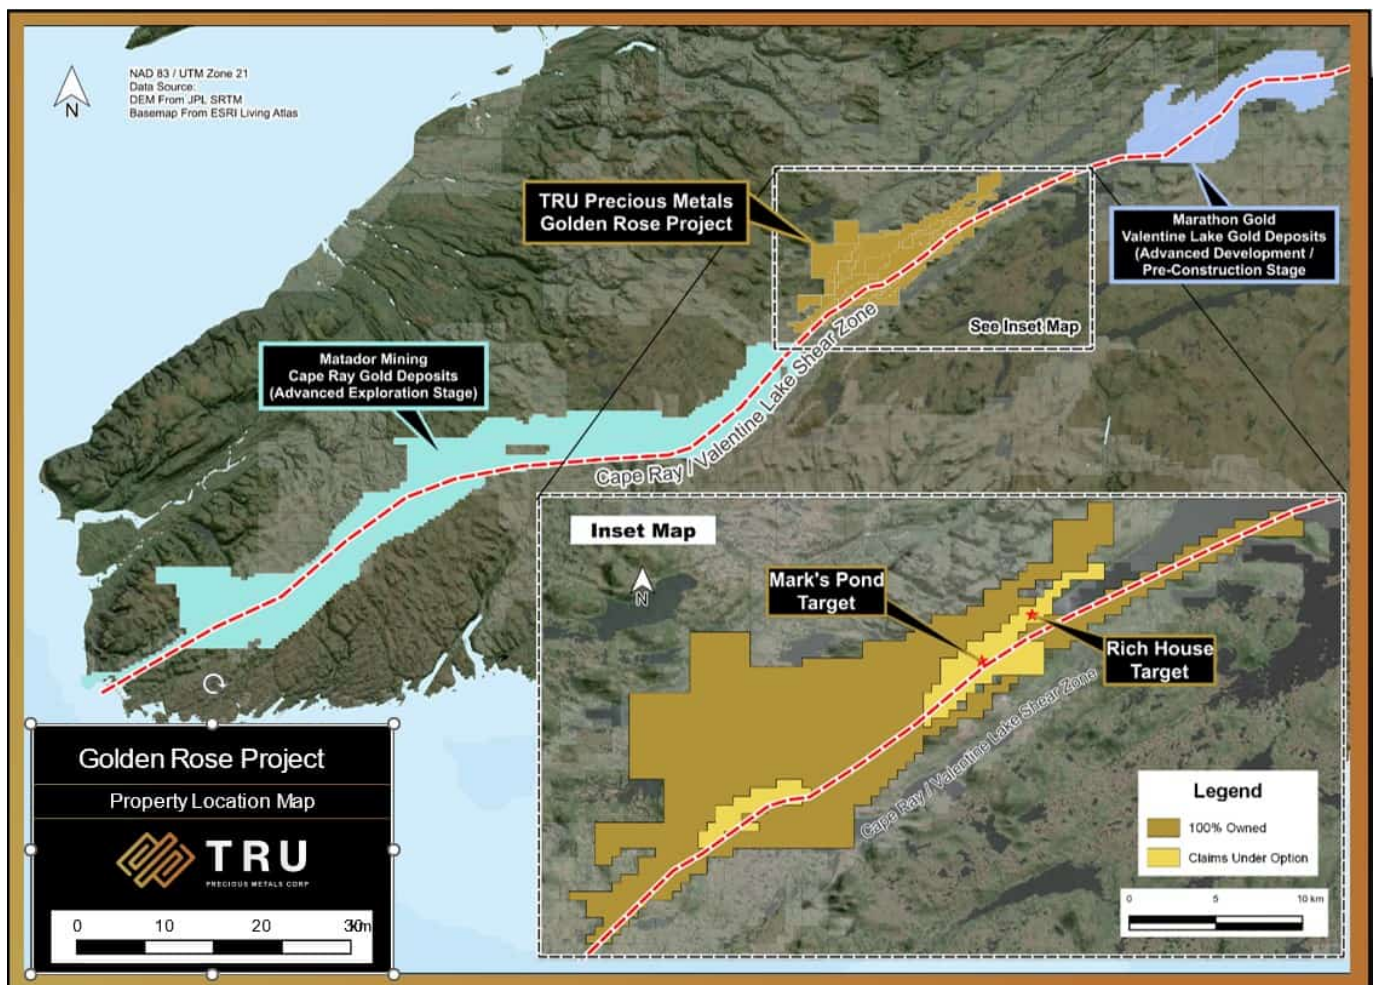 N
NAD 83 / UTM Zone 21
Data Source:
DEM From JPL SRTM
Basemap From ESRI Living Atlas
TRU Precious Metals
Golden Rose Project
Marathon Gold
Valentine Lake Gold Deposits
(Advanced Development /
Pre-Construction Stage
See Inset Map
Matador Mining
Cape Ray Gold Deposits
(Advanced Exploration Stage)
Cape Ray / Valentine Lake Shear Zone
Inset Map
N
Mark's Pond
Target
Rich House
Target
Cape Ray / Valentine Lake Shear Zone
Legend
100% Owned
Claims Under Option
0 5 10 km
Golden Rose Project
Property Location Map
TRU
PRECIOUS METALS CORP
0 10 20 30km